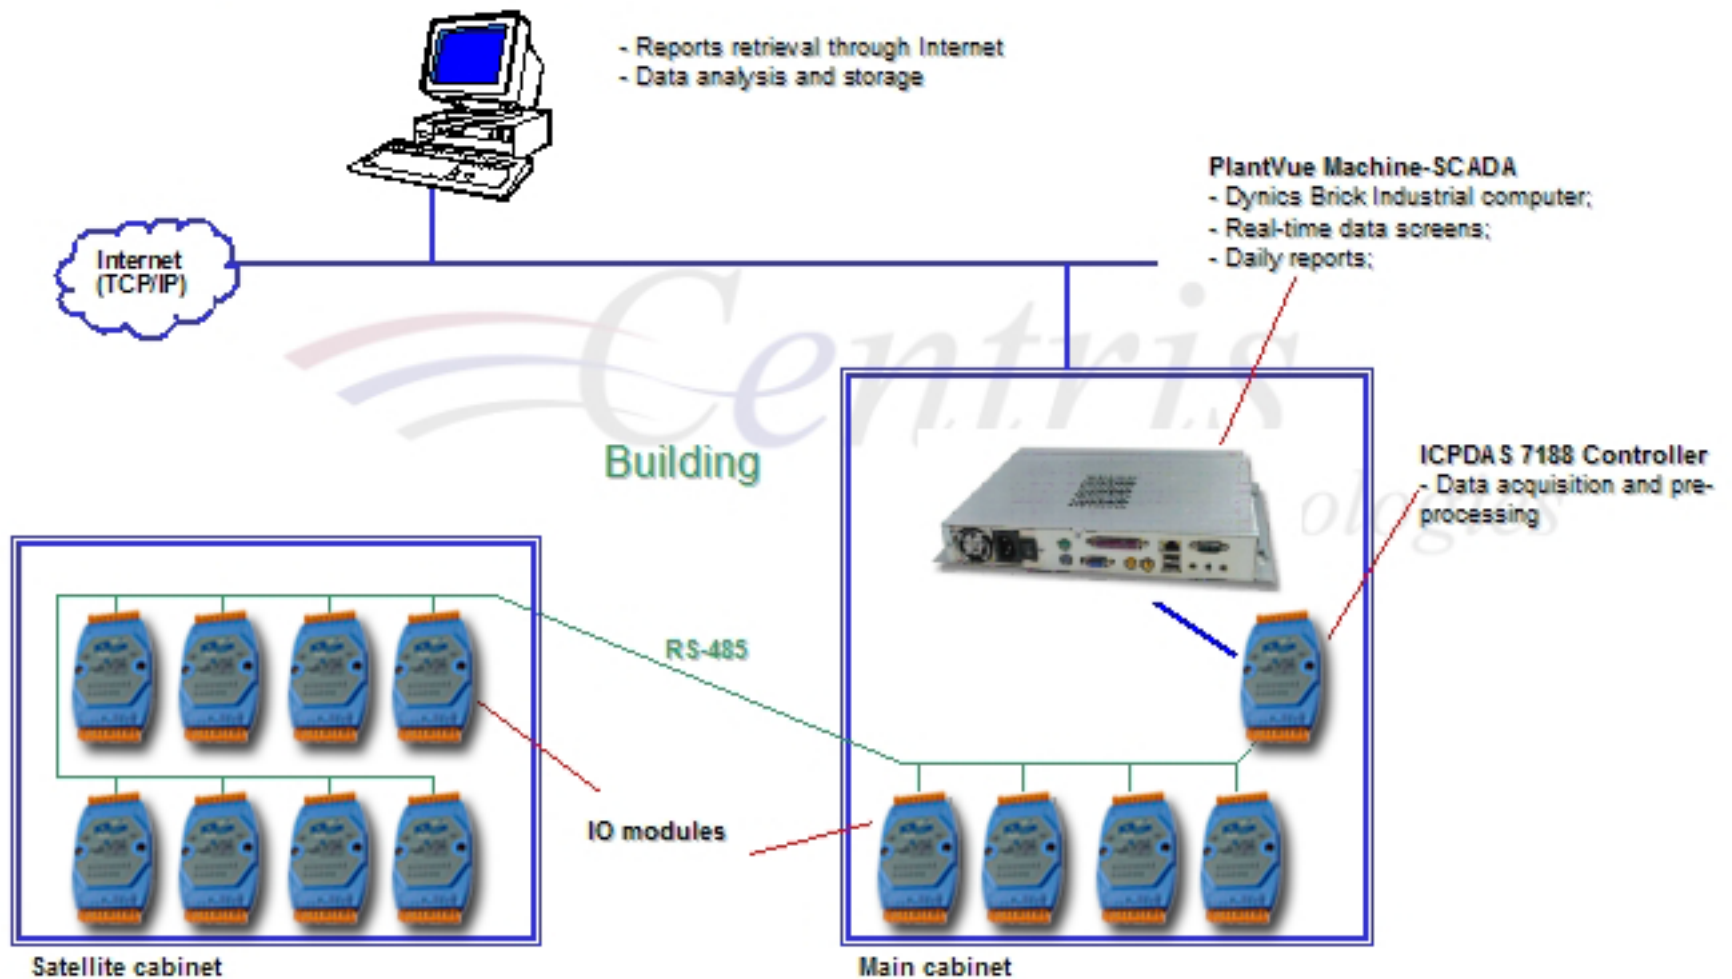 - Reports retrieval through Internet
- Data analysis and storage
PlantVue Machine-SCADA
- Dynics Brick Industrial computer;
- Real-time data screens;
- Daily reports;
Internet
(TCP/IP)
Centris
Building
ICPDAS 7188 Controller
- Data acquisition and pre-
processing
ologies
RS-485
IO modules
Satellite cabinet
Main cabinet